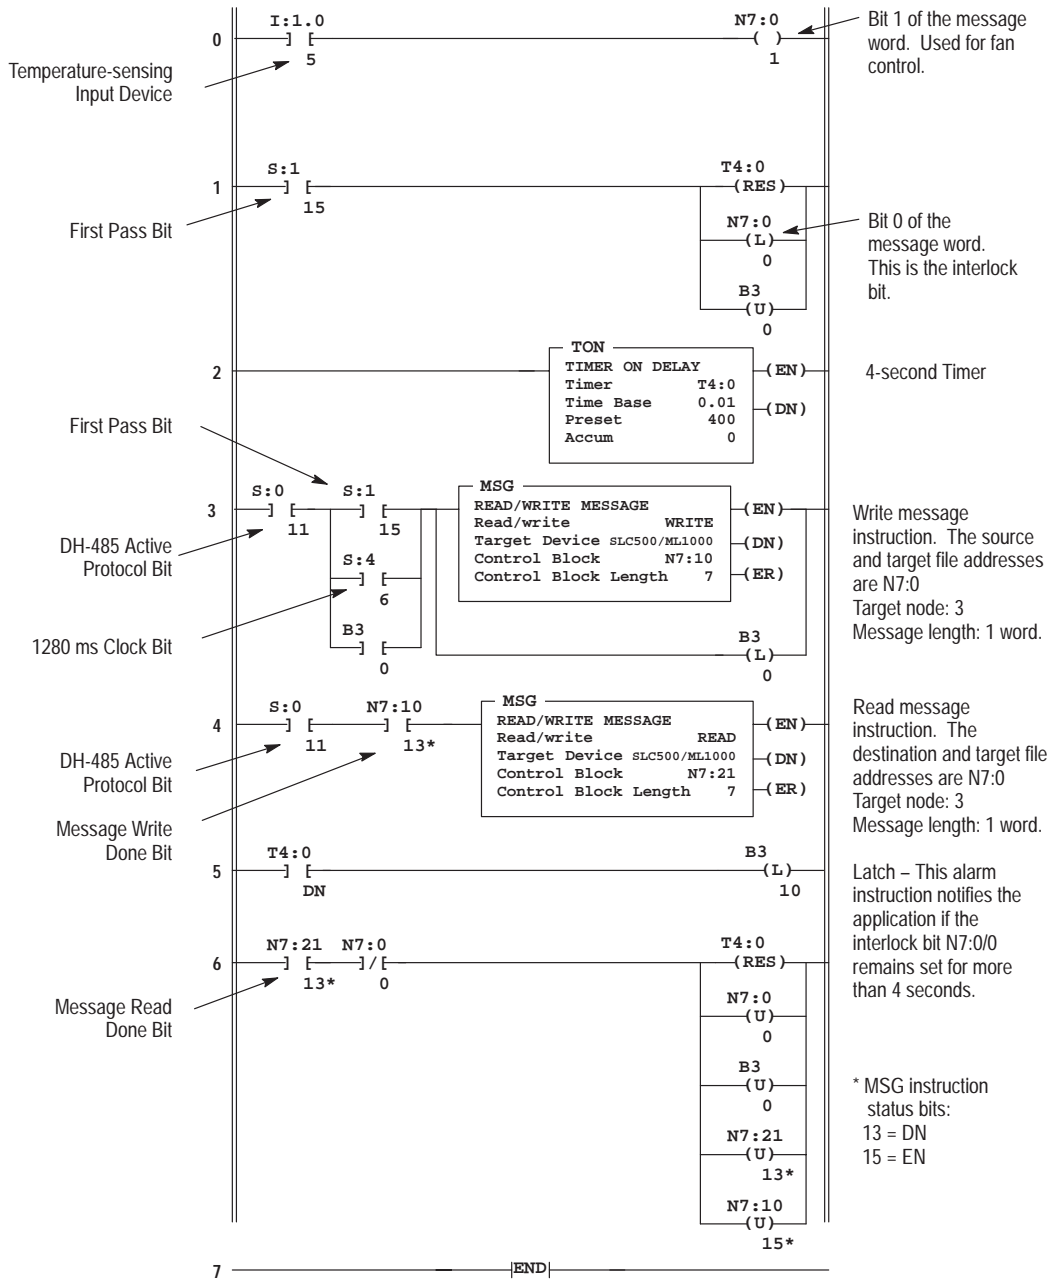 I:1.0
N7:0
0
] [
( )
5
1
Temperature-sensing
Input Device
Bit 1 of the message
word. Used for fan
control.
S:1
T4:0
1
] [
(RES)
15
First Pass Bit
N7:0
(L)
0
Bit 0 of the
message word.
This is the interlock
bit.
B3
(U)
0
TON
2
TIMER ON DELAY
(EN)
Timer T4:0
Time Base 0.01
(DN)
Preset 400
Accum 0
4-second Timer
First Pass Bit
S:0
S:1
MSG
3
] [
] [
READ/WRITE MESSAGE
(EN)
11
15
Read/write WRITE
Target Device SLC500/ML1000
(DN)
Control Block N7:10
Control Block Length 7
(ER)
DH-485 Active
Protocol Bit
S:4
] [
6
1280 ms Clock Bit
B3
] [
0
B3
(L)
0
Write message
instruction. The source
and target file addresses
are N7:0
Target node: 3
Message length: 1 word.
S:0
N7:10
MSG
4
] [
] [
READ/WRITE MESSAGE
(EN)
11
13*
Read/write READ
Target Device SLC500/ML1000
(DN)
Control Block N7:21
Control Block Length 7
(ER)
DH-485 Active
Protocol Bit
Message Write
Done Bit
Read message
instruction. The
destination and target file
addresses are N7:0
Target node: 3
Message length: 1 word.
T4:0
B3
5
] [
(L)
DN
10
Latch – This alarm
instruction notifies the
application if the
interlock bit N7:0/0
remains set for more
than 4 seconds.
N7:21
N7:0
T4:0
6
] [
]/[
(RES)
13*
0
Message Read
Done Bit
N7:0
(U)
0
B3
(U)
0
N7:21
(U)
13*
N7:10
(U)
15*
* MSG instruction
status bits:
13 = DN
15 = EN
7
END